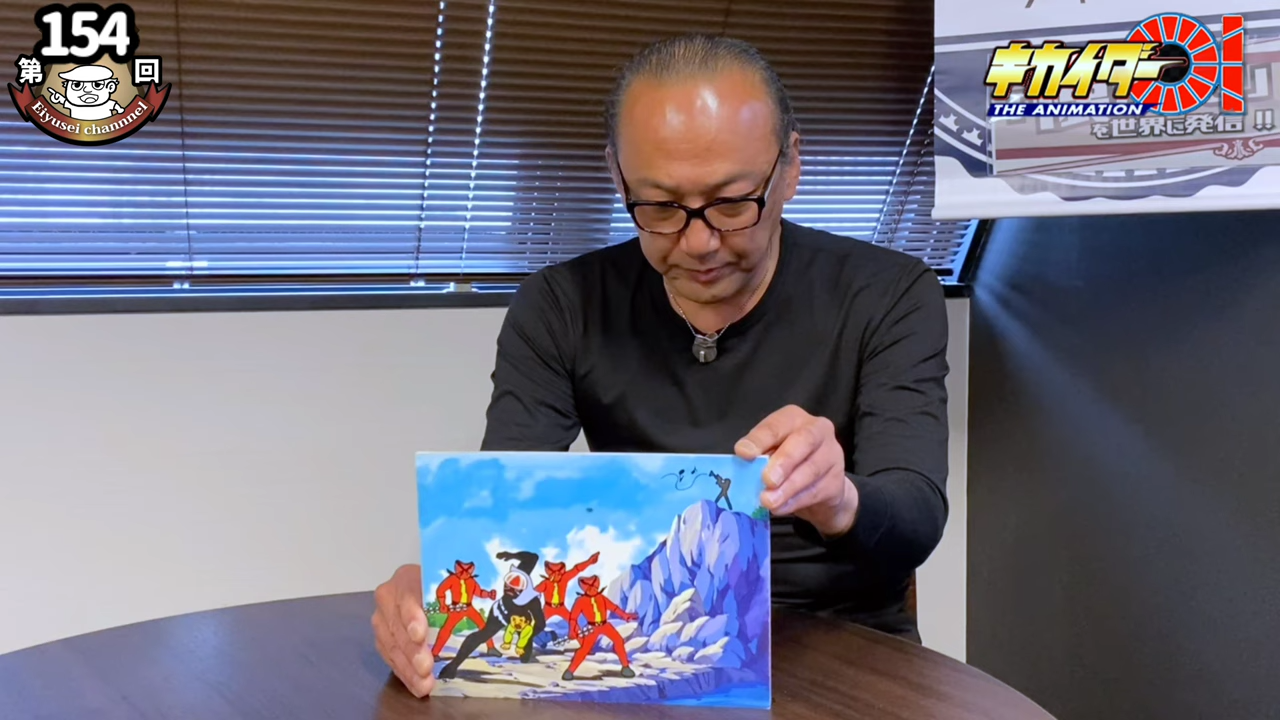 154
第 回
Eiyusei channnel
キカイダー01
THE ANIMATION
を世界に発信!!